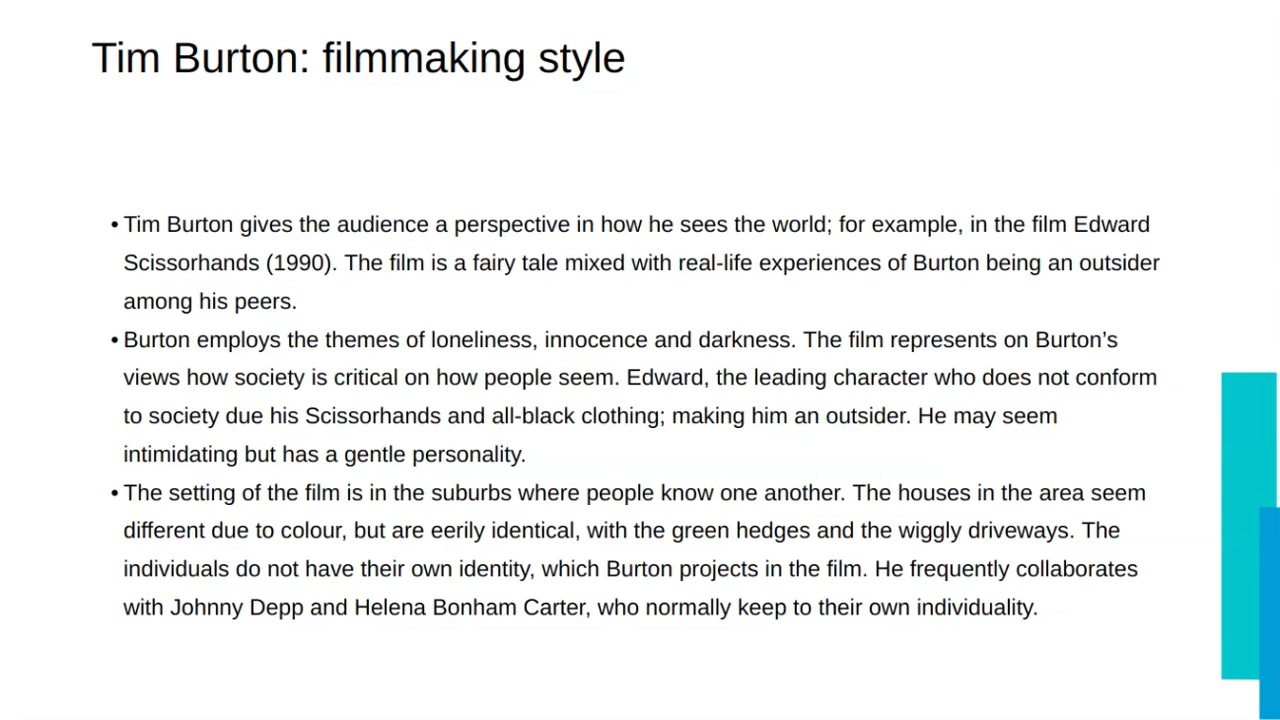 Tim Burton: filmmaking style
• Tim Burton gives the audience a perspective in how he sees the world; for example, in the film Edward
Scissorhands (1990). The film is a fairy tale mixed with real-life experiences of Burton being an outsider
among his peers.
• Burton employs the themes of loneliness, innocence and darkness. The film represents on Burton’s
views how society is critical on how people seem. Edward, the leading character who does not conform
to society due his Scissorhands and all-black clothing; making him an outsider. He may seem
intimidating but has a gentle personality.
• The setting of the film is in the suburbs where people know one another. The houses in the area seem
different due to colour, but are eerily identical, with the green hedges and the wiggly driveways. The
individuals do not have their own identity, which Burton projects in the film. He frequently collaborates
with Johnny Depp and Helena Bonham Carter, who normally keep to their own individuality.